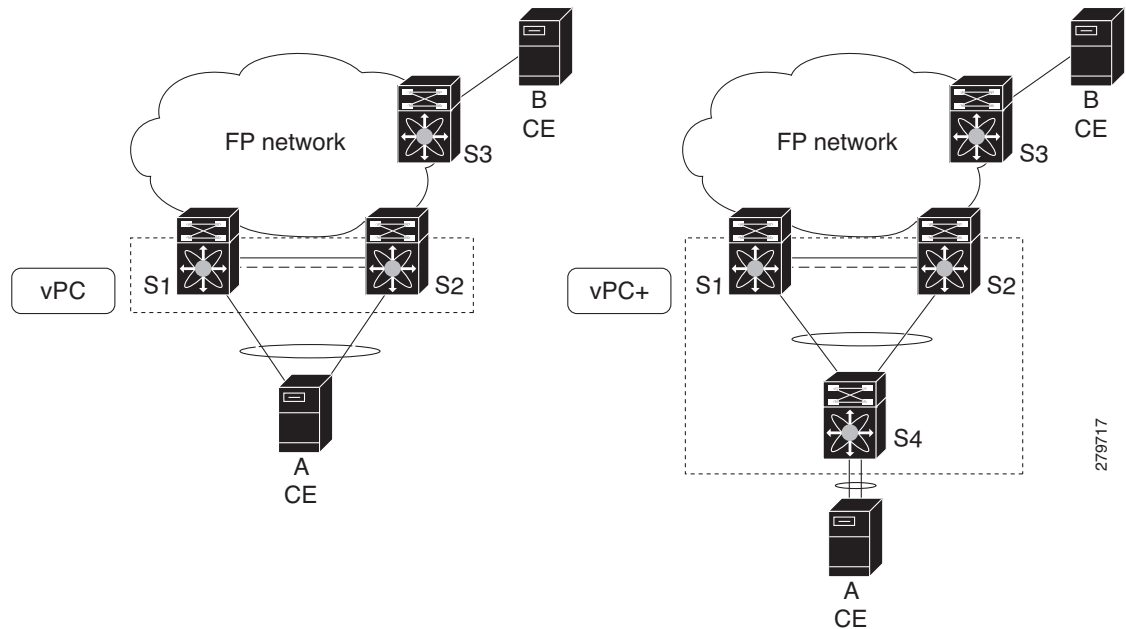 B
CE
FP network
S3
S1
S2
vPC
A
CE
B
CE
FP network
S3
S1
S2
vPC+
S4
A
CE
279717